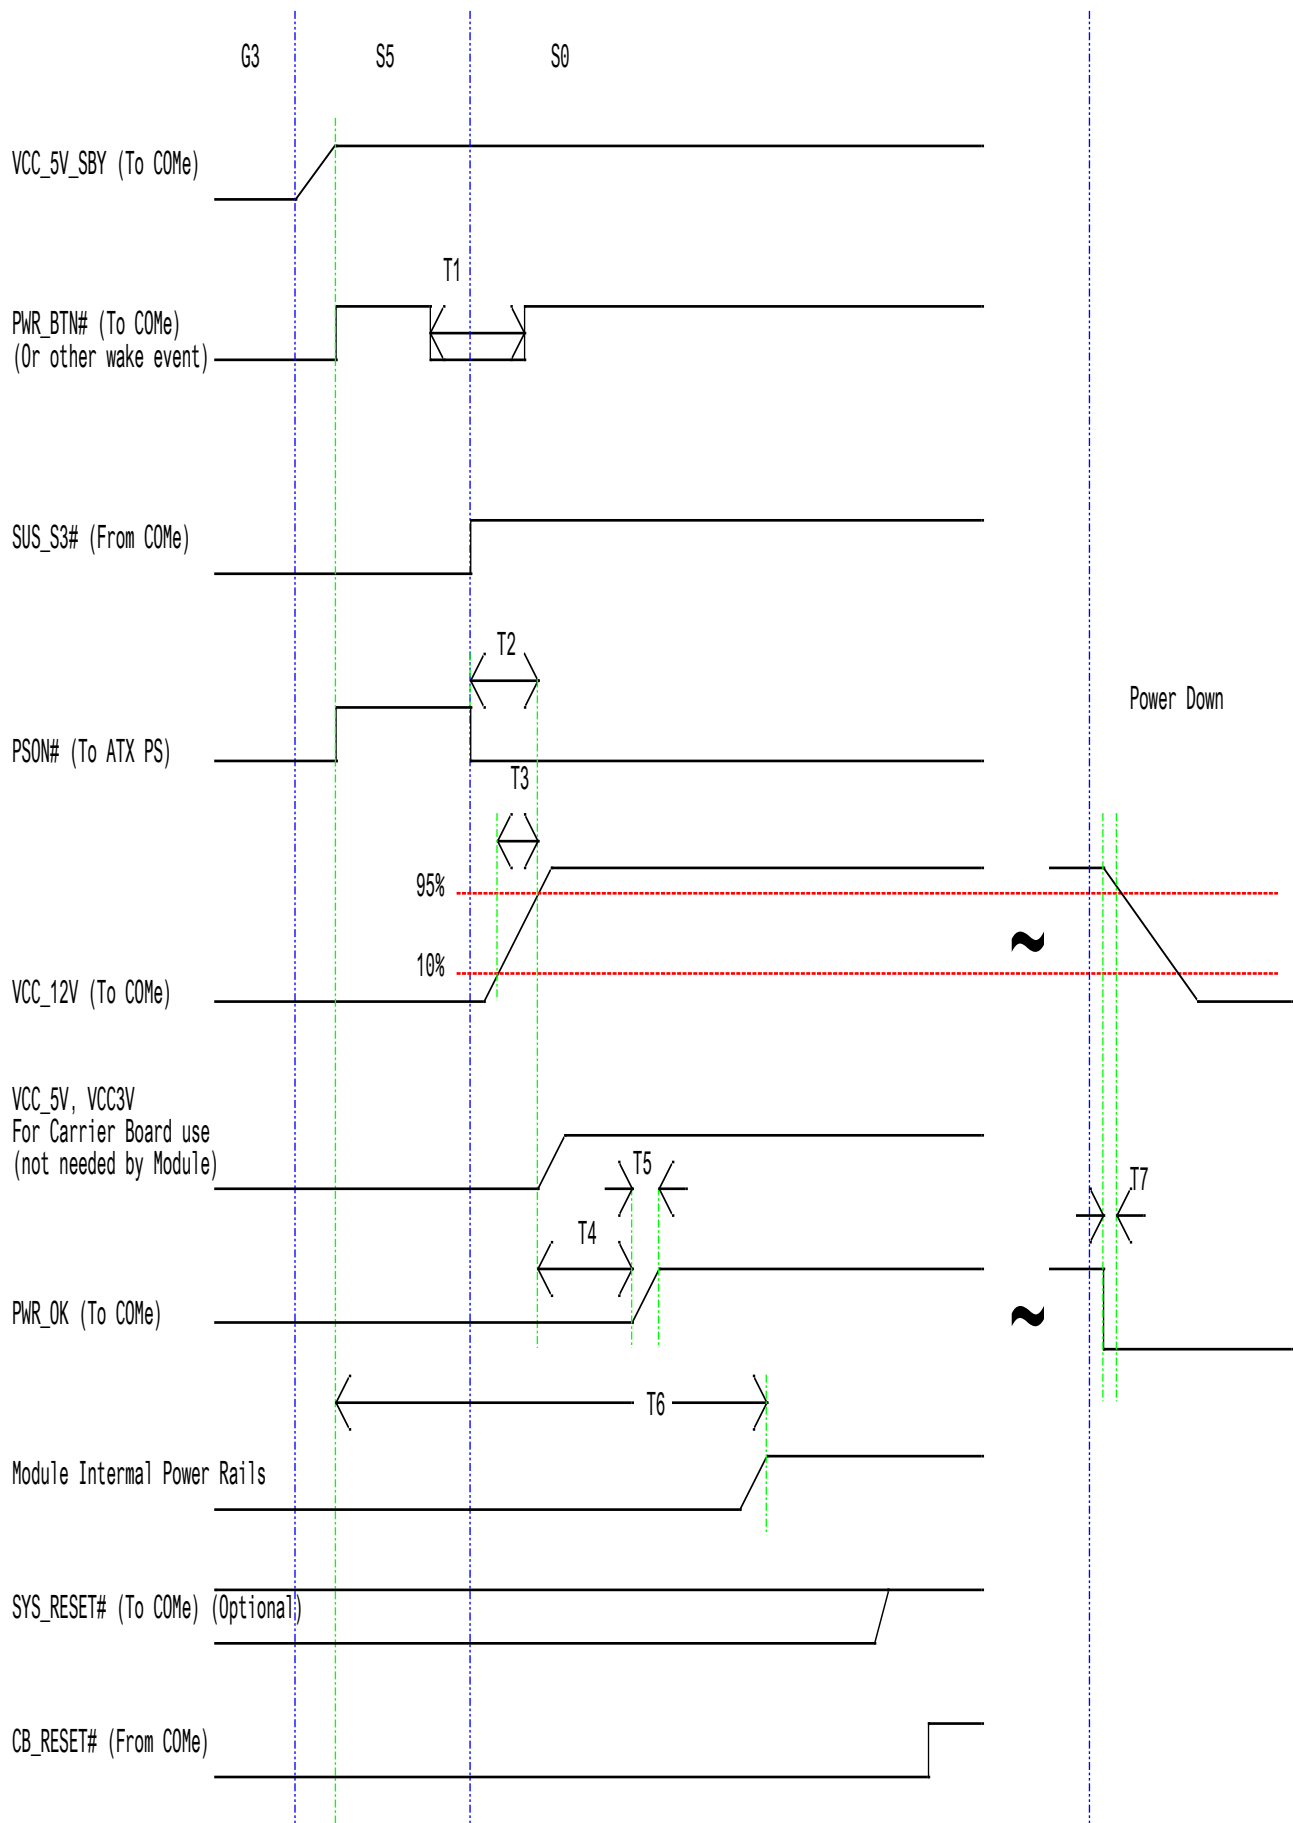 G3 S5 S0
VCC_5V_SBY (To COMe)
T1
PWR_BTN# (To COMe)
(Or other wake event)
SUS_S3# (From COMe)
T2
Power Down
PSON# (To ATX PS)
T3
95%
10%
VCC_12V (To COMe)
VCC_5V, VCC3V
For Carrier Board use
(not needed by Module)
T5
T7
T4
PWR_OK (To COMe)
T6
Module Internal Power Rails
SYS_RESET# (To COMe) (Optional)
CB_RESET# (From COMe)